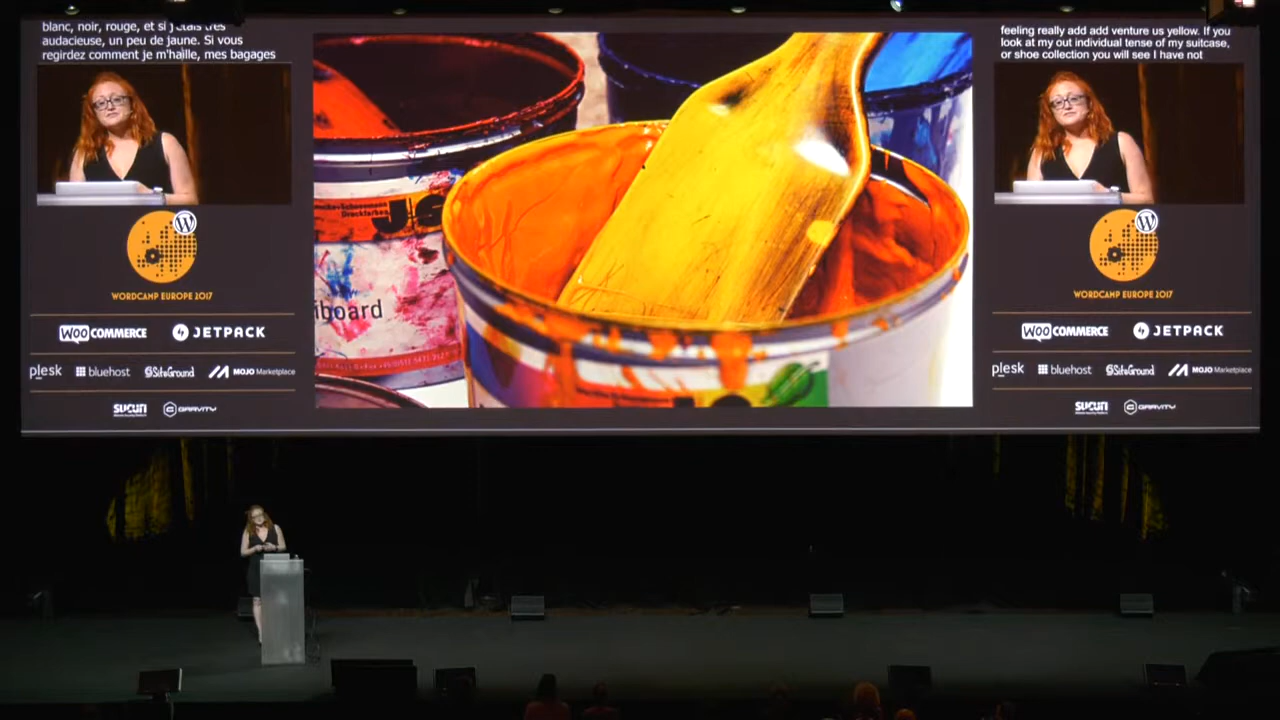 blanc, noir, rouge, et si j'étais très
audacieuse, un peu de jaune. Si vous
regirdez comment je m'haïlle, mes bagages
WORDCAMP EUROPE 2017
WOOCOMMERCE JETPACK
plesk bluehost SiteGround MOJO Marketplace
SUCURI GRAVITY
Druckfarben
iboard
feeling really add add venture us yellow. If you
look at my out individual tense of my suitcase,
or shoe collection you will see I have not
WORDCAMP EUROPE 2017
WOOCOMMERCE JETPACK
plesk bluehost SiteGround MOJO Marketplace
SUCURI GRAVITY